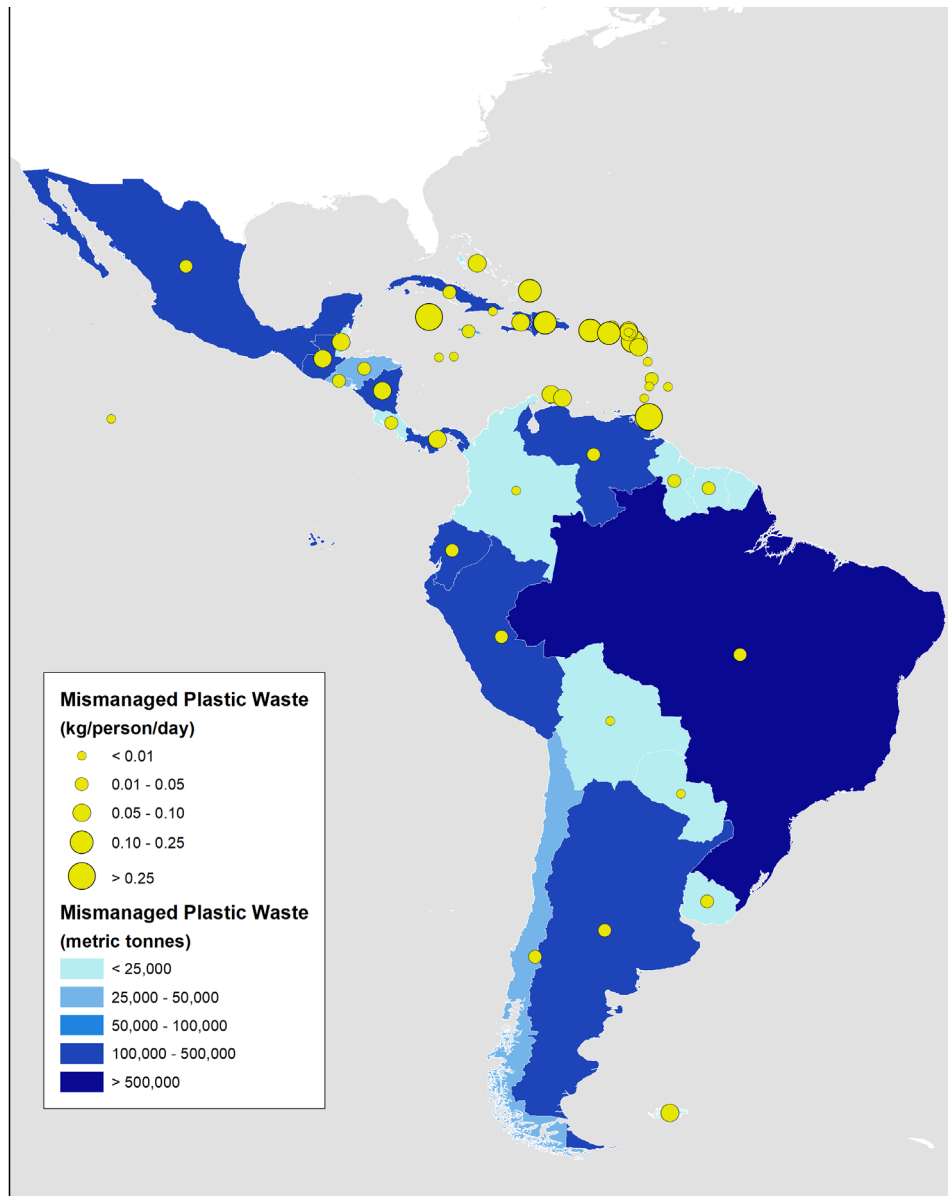 Mismanaged Plastic Waste
(kg/person/day)
< 0.01
0.01 - 0.05
0.05 - 0.10
0.10 - 0.25
> 0.25
Mismanaged Plastic Waste
(metric tonnes)
< 25,000
25,000 - 50,000
50,000 - 100,000
100,000 - 500,000
> 500,000